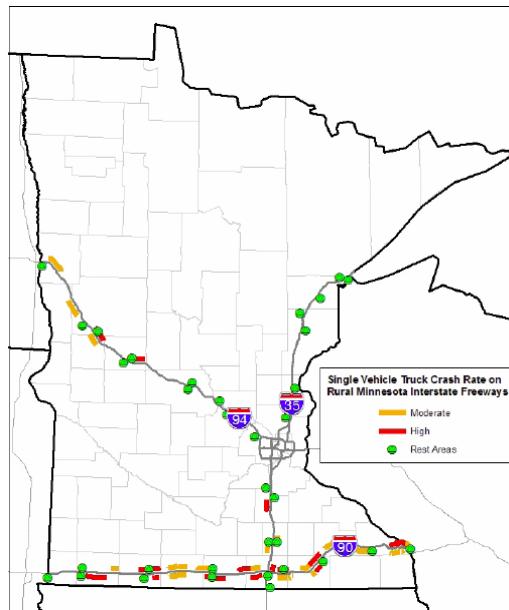 35
Single Vehicle Truck Crash Rate on
Rural Minnesota Interstate Freeways
94
Moderate
High
Rest Areas
90